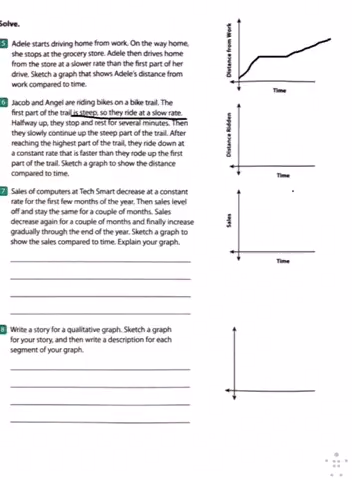 Solve.
5 Adele starts driving home from work. On the way home,
she stops at the grocery store. Adele then drives home
from the store at a slower rate than the first part of her
drive. Sketch a graph that shows Adele's distance from
work compared to time.
Distance from Work
Time
6 Jacob and Angel are riding bikes on a bike trail. The
first part of the trail is steep, so they ride at a slow rate.
Halfway up, they stop and rest for several minutes. Then
they slowly continue up the steep part of the trail. After
reaching the highest part of the trail, they ride down at
a constant rate that is faster than they rode up the first
part of the trail. Sketch a graph to show the distance
compared to time.
Distance Ridden
Time
7 Sales of computers at Tech Smart decrease at a constant
rate for the first few months of the year. Then sales level
off and stay the same for a couple of months. Sales
decrease again for a couple of months and finally increase
gradually through the end of the year. Sketch a graph to
show the sales compared to time. Explain your graph.
Sales
Time
8 Write a story for a qualitative graph. Sketch a graph
for your story, and then write a description for each
segment of your graph.